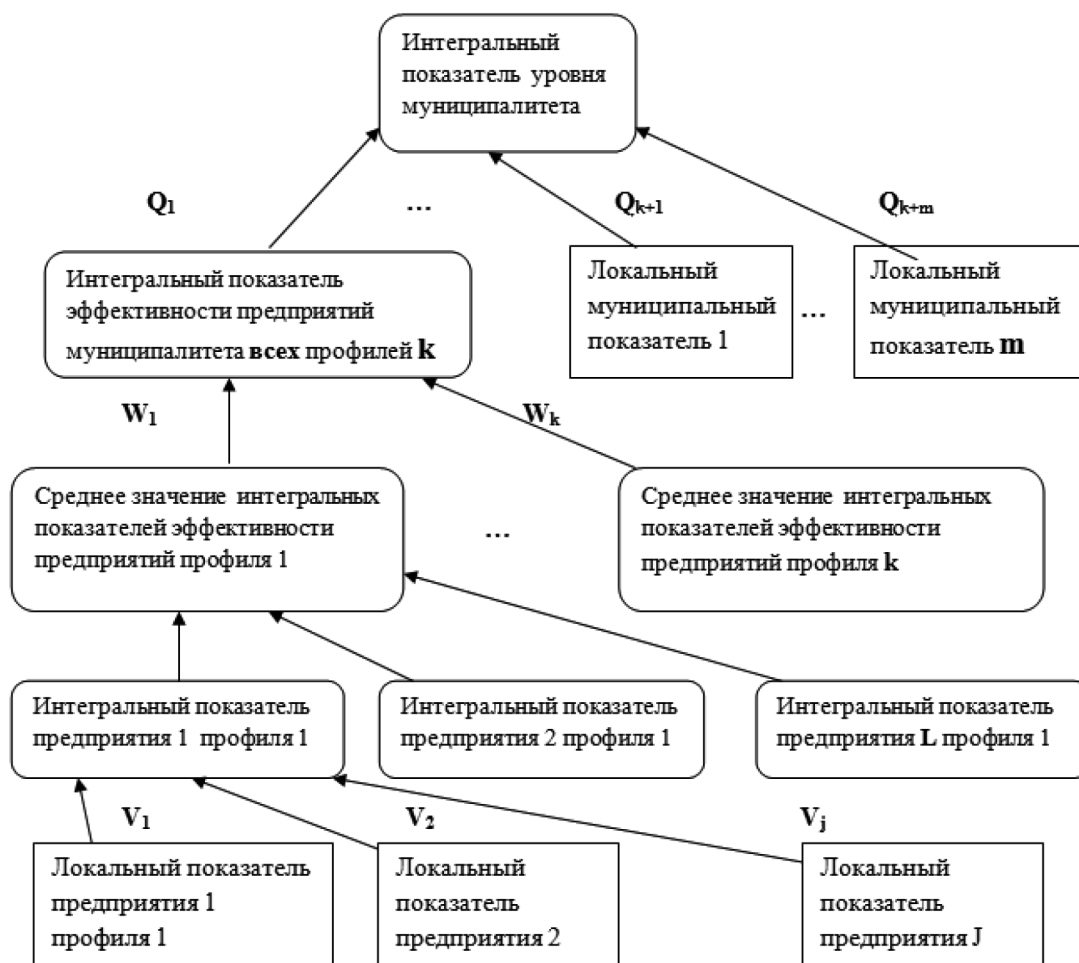 Интегральный
показатель уровня
муниципалитета
Q1
...
Qk+1
Qk+m
Интегральный показатель
эффективности предприятий
муниципалитета всех профилей k
Локальный
муниципальный
показатель 1
...
Локальный
муниципальный
показатель m
W1
Wk
Среднее значение интегральных
показателей эффективности
предприятий профиля 1
...
Среднее значение интегральных
показателей эффективности
предприятий профиля k
Интегральный показатель
предприятия 1 профиля 1
Интегральный показатель
предприятия 2 профиля 1
Интегральный показатель
предприятия L профиля 1
V1
V2
Vj
Локальный показатель
предприятия 1
профиля 1
Локальный
показатель
предприятия 2
Локальный
показатель
предприятия J